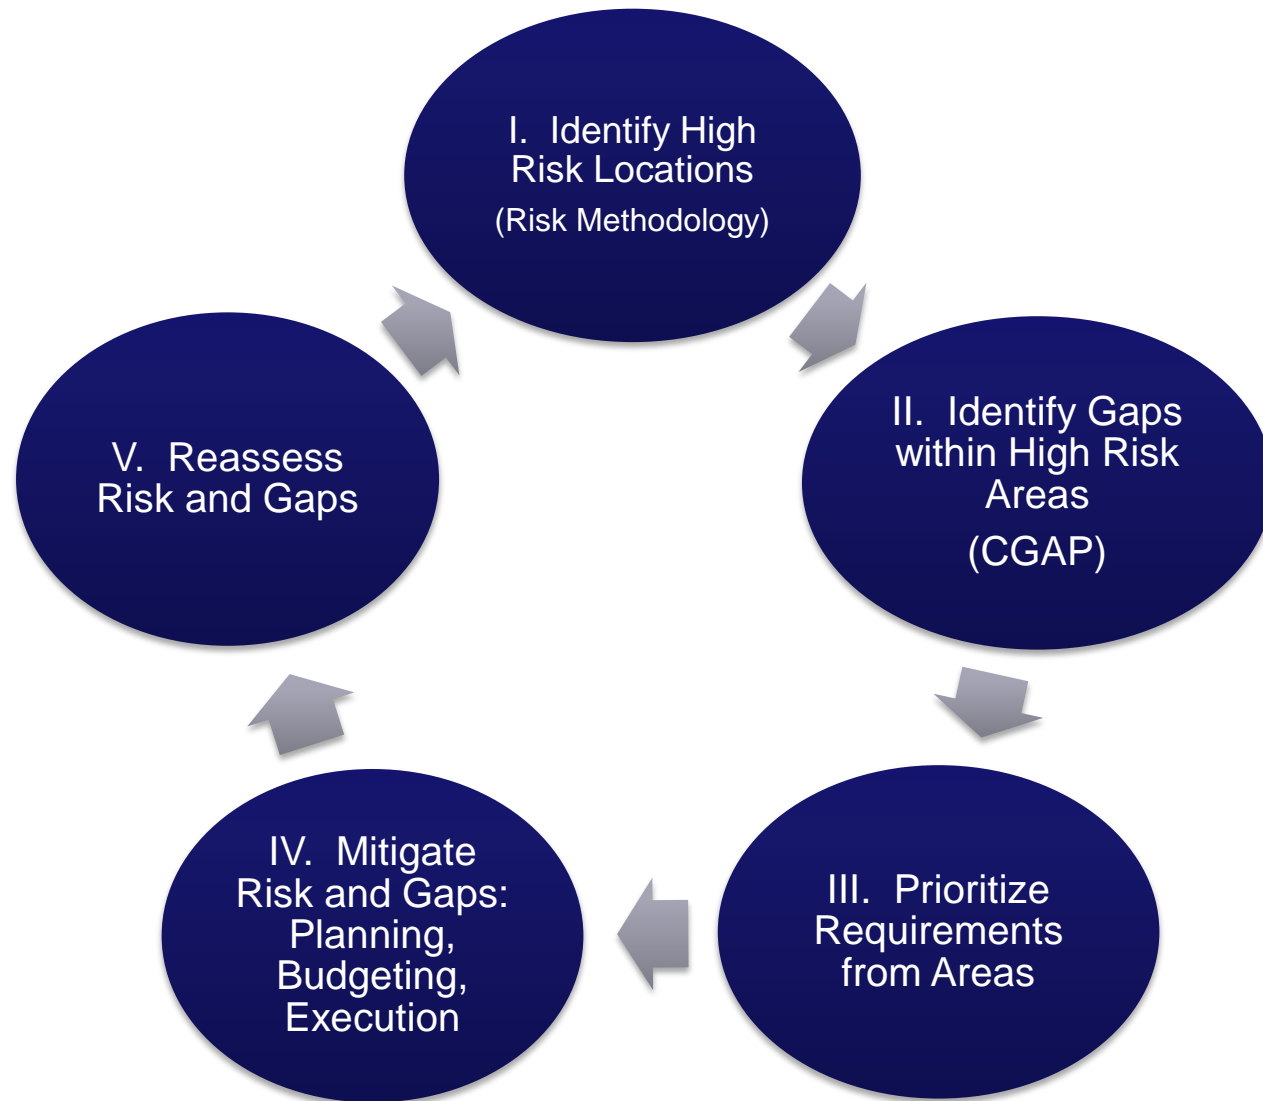 I.  Identify High
Risk Locations
(Risk Methodology)
II.  Identify Gaps
within High Risk
Areas
(CGAP)
III.  Prioritize
Requirements
from Areas
IV.  Mitigate
Risk and Gaps:
Planning,
Budgeting,
Execution
V.  Reassess
Risk and Gaps